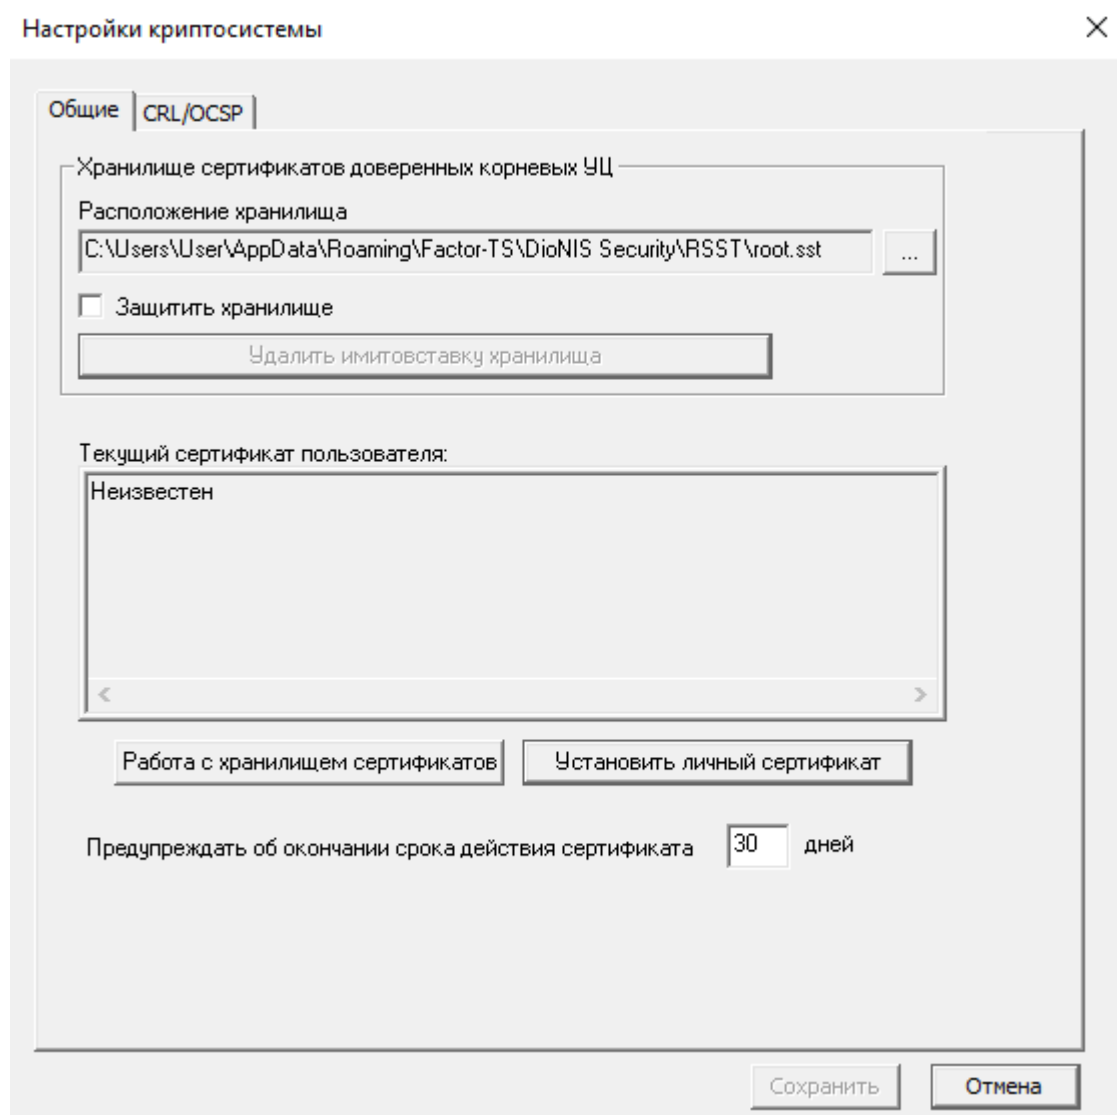 Настройки криптосистемы
Общие
CRL/OCSP
Хранилище сертификатов доверенных корневых УЦ
Расположение хранилища
C:\Users\User\AppData\Roaming\Factor-TS\DioNIS Security\RSST\root.sst
...
Защитить хранилище
Удалить имитовставку хранилища
Текущий сертификат пользователя:
Неизвестен
Работа с хранилищем сертификатов
Установить личный сертификат
Предупреждать об окончании срока действия сертификата 30 дней
Сохранить
Отмена